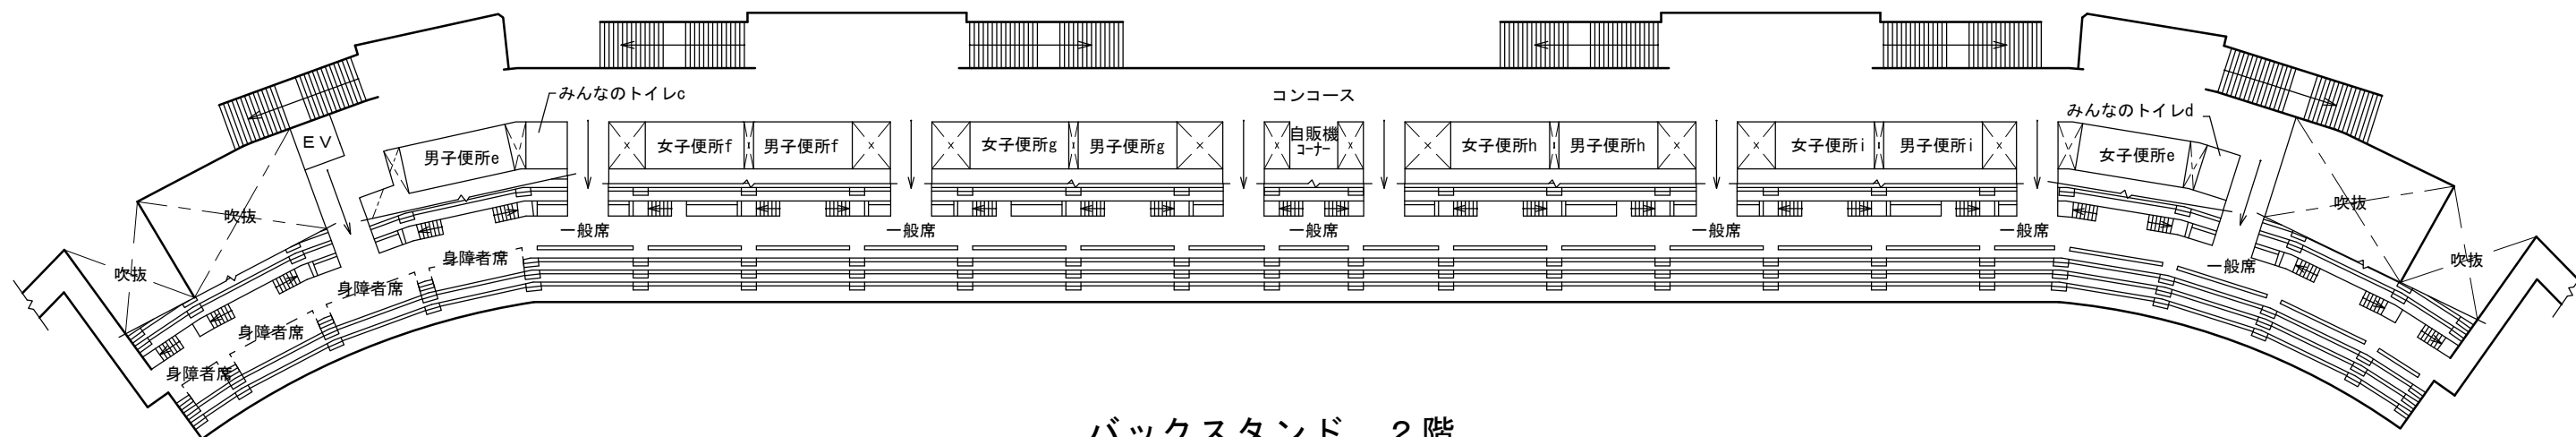 みんなのトイレc
コンコース
みんなのトイレd
EV
男子便所e
女子便所f
男子便所f
女子便所g
男子便所g
自販機
コーナー
女子便所h
男子便所h
女子便所i
男子便所i
女子便所e
吹抜
吹抜
一般席
一般席
一般席
一般席
一般席
吹抜
身障者席
一般席
吹抜
身障者席
身障者席
身障者席
バックスタンド 2階